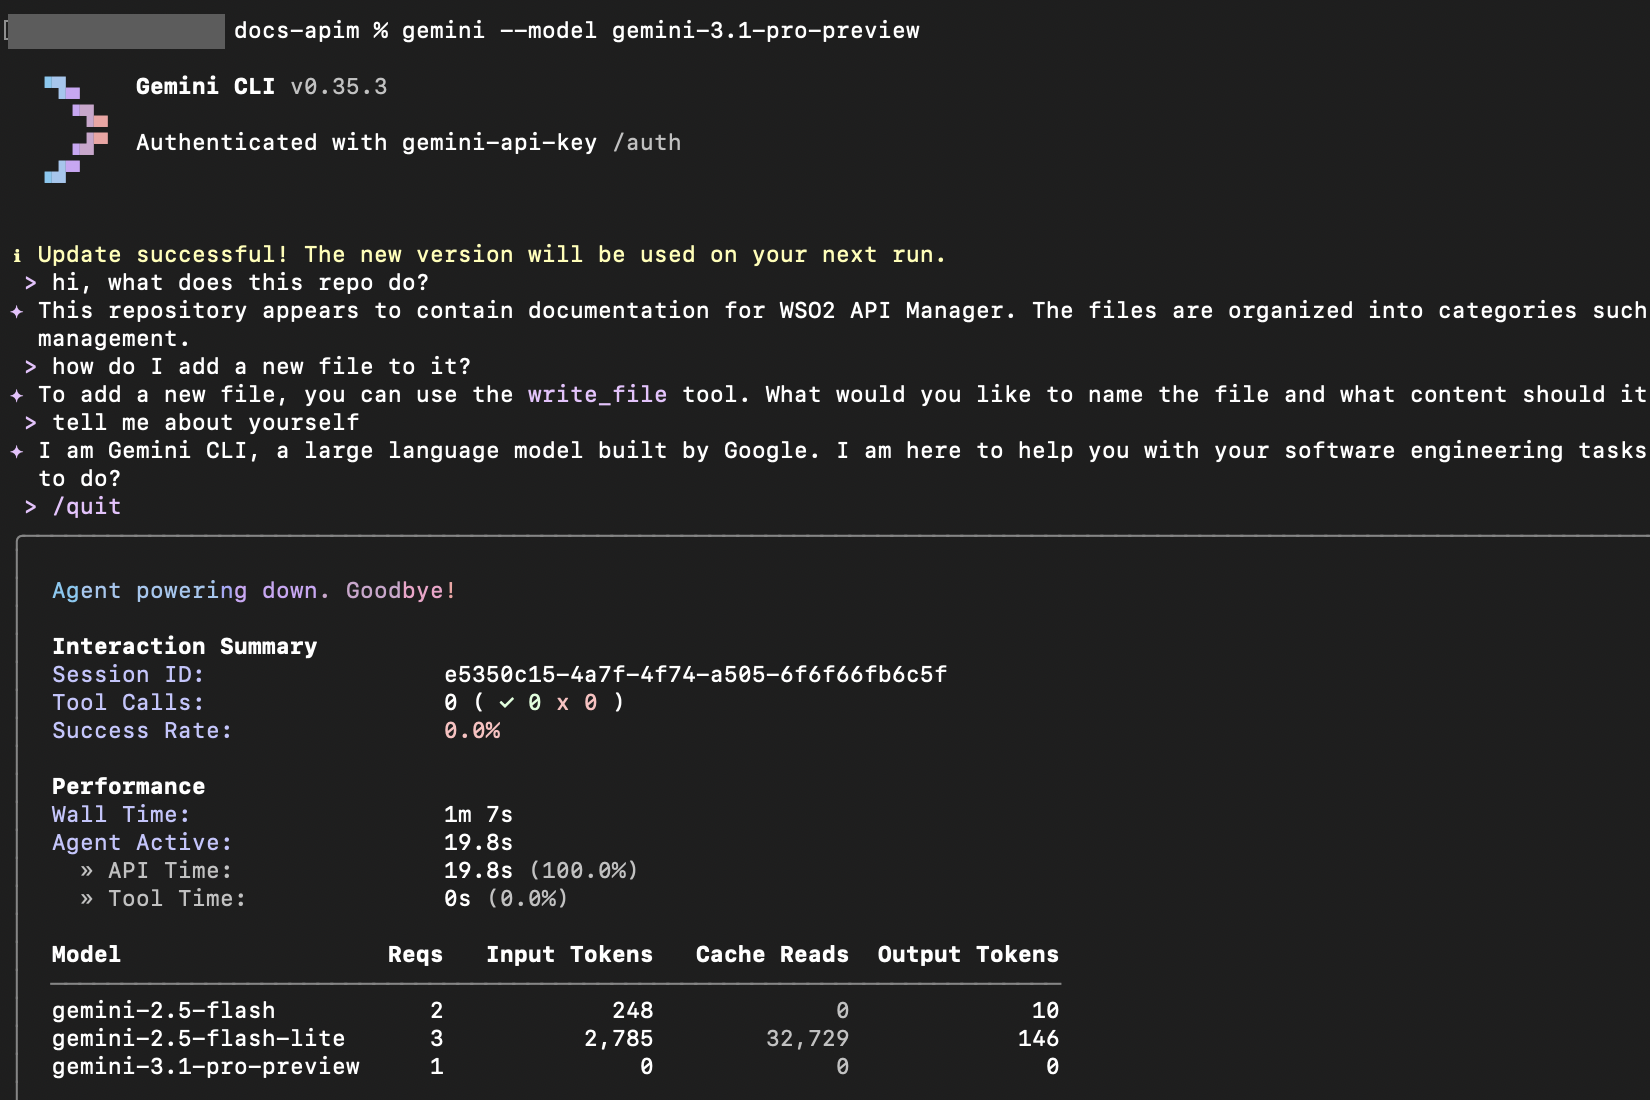 docs-apim % gemini --model gemini-3.1-pro-preview
Gemini CLI v0.35.3
Authenticated with gemini-api-key /auth
ℹ Update successful! The new version will be used on your next run.
> hi, what does this repo do?
✦ This repository appears to contain documentation for WSO2 API Manager. The files are organized into categories such
management.
> how do I add a new file to it?
✦ To add a new file, you can use the write_file tool. What would you like to name the file and what content should it
> tell me about yourself
✦ I am Gemini CLI, a large language model built by Google. I am here to help you with your software engineering tasks
to do?
> /quit
Agent powering down. Goodbye!
Interaction Summary
Session ID: e5350c15-4a7f-4f74-a505-6f6f66fb6c5f
Tool Calls: 0 ( ✓ 0 x 0 )
Success Rate: 0.0%
Performance
Wall Time: 1m 7s
Agent Active: 19.8s
» API Time: 19.8s (100.0%)
» Tool Time: 0s (0.0%)
Model Reqs Input Tokens Cache Reads Output Tokens
gemini-2.5-flash 2 248 0 10
gemini-2.5-flash-lite 3 2,785 32,729 146
gemini-3.1-pro-preview 1 0 0 0